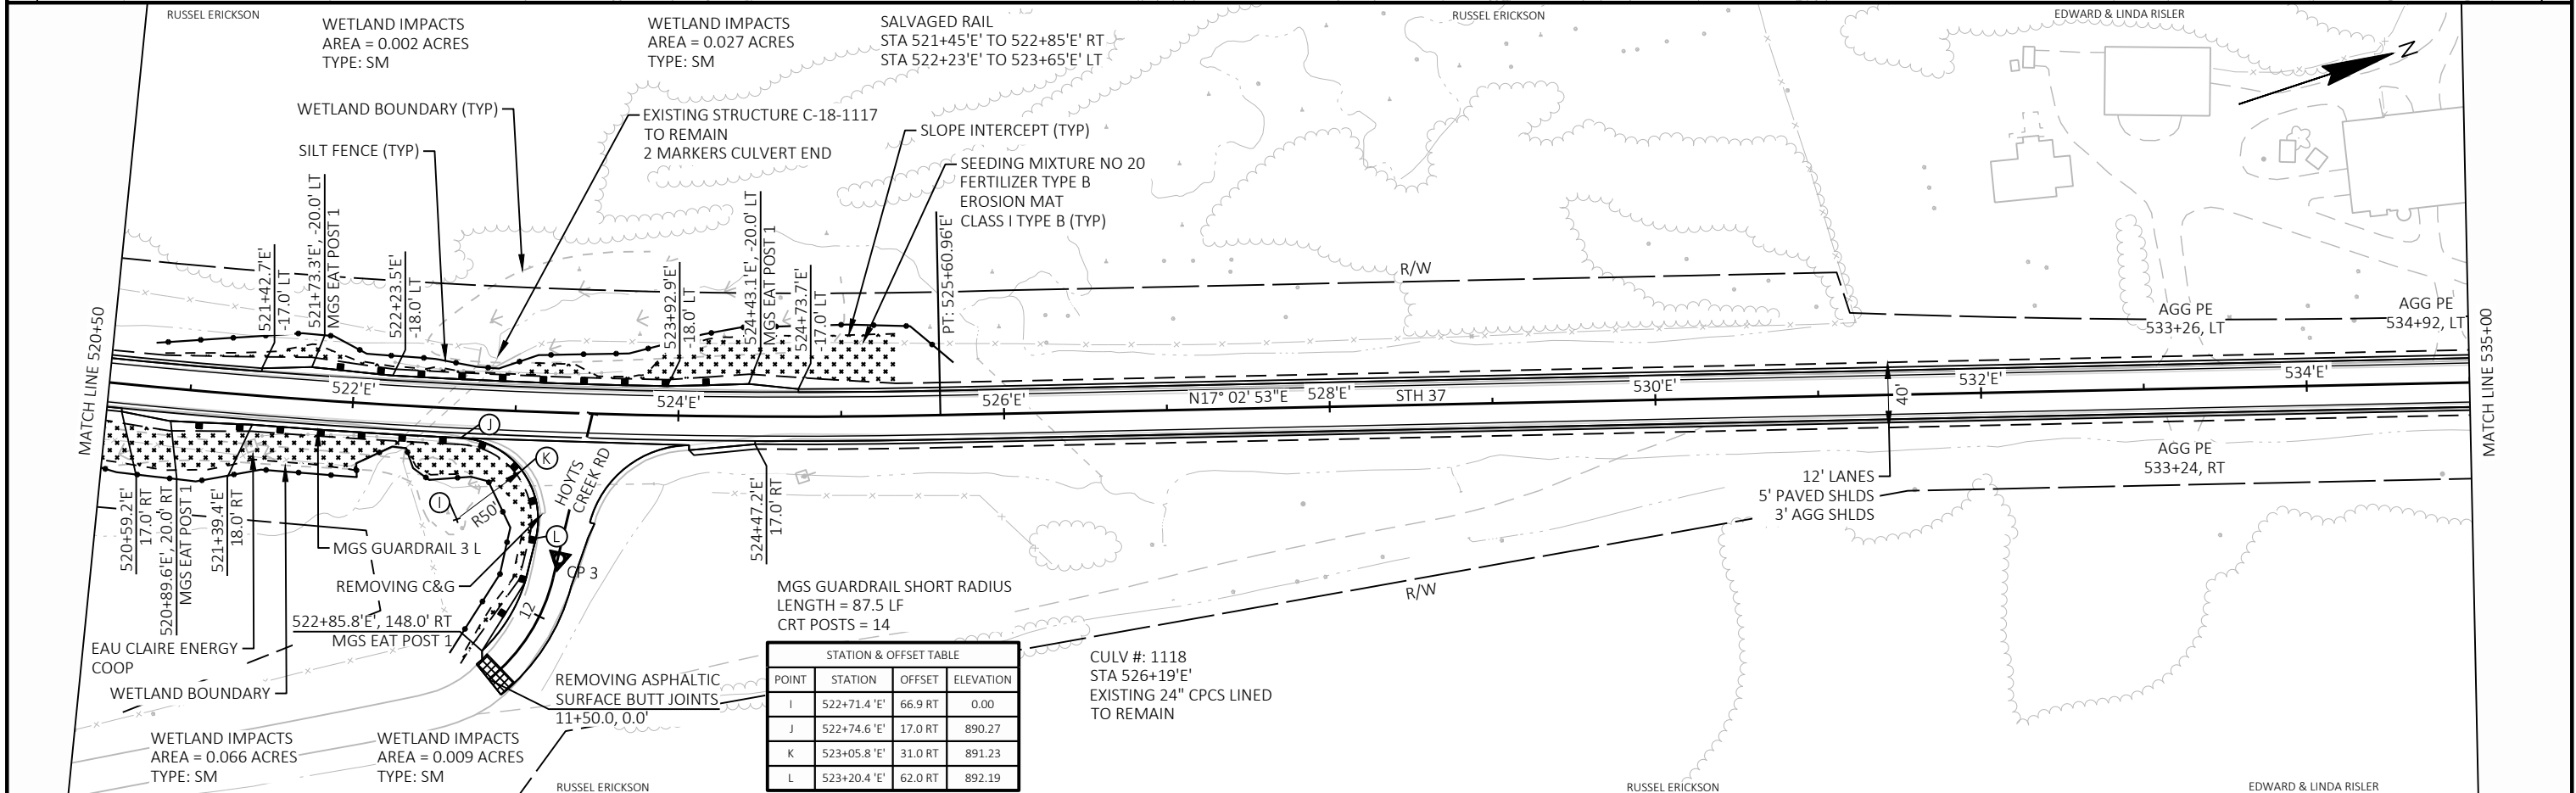 RUSSEL ERICKSON
RUSSEL ERICKSON
EDWARD & LINDA RISLER
WETLAND IMPACTS
AREA = 0.002 ACRES
TYPE: SM
WETLAND IMPACTS
AREA = 0.027 ACRES
TYPE: SM
SALVAGED RAIL
STA 521+45'E' TO 522+85'E' RT
STA 522+23'E' TO 523+65'E' LT
N
WETLAND BOUNDARY (TYP)
SILT FENCE (TYP)
EXISTING STRUCTURE C-18-1117
TO REMAIN
2 MARKERS CULVERT END
SLOPE INTERCEPT (TYP)
SEEDING MIXTURE NO 20
FERTILIZER TYPE B
EROSION MAT
CLASS I TYPE B (TYP)
MATCH LINE 520+50
521+42.7'E'
-17.0' LT
521+73.3'E', -20.0' LT
MGS EAT POST 1
522+23.5'E'
-18.0' LT
523+92.9'E'
-18.0' LT
524+43.1'E', -20.0' LT
MGS EAT POST 1
524+73.7'E'
-17.0' LT
PT: 525+60.96'E'
R/W
AGG PE
533+26, LT
AGG PE
534+92, LT
MATCH LINE 535+00
522'E'
524'E'
526'E'
N17° 02' 53"E
528'E'
STH 37
530'E'
532'E'
534'E'
40'
12' LANES
5' PAVED SHLDS
3' AGG SHLDS
AGG PE
533+24, RT
J
K
I
L
R50'
HOYTS
CREEK RD
CP 3
12
520+59.2'E'
17.0' RT
520+89.6'E', 20.0' RT
MGS EAT POST 1
521+39.4'E'
18.0' RT
524+47.2'E'
17.0' RT
MGS GUARDRAIL 3 L
REMOVING C&G
522+85.8'E', 148.0' RT
MGS EAT POST 1
EAU CLAIRE ENERGY
COOP
WETLAND BOUNDARY
REMOVING ASPHALTIC
SURFACE BUTT JOINTS
11+50.0, 0.0'
MGS GUARDRAIL SHORT RADIUS
LENGTH = 87.5 LF
CRT POSTS = 14
R/W
STATION & OFFSET TABLE
POINT STATION OFFSET ELEVATION
I 522+71.4 'E' 66.9 RT 0.00
J 522+74.6 'E' 17.0 RT 890.27
K 523+05.8 'E' 31.0 RT 891.23
L 523+20.4 'E' 62.0 RT 892.19
CULV #: 1118
STA 526+19'E'
EXISTING 24" CPCS LINED
TO REMAIN
WETLAND IMPACTS
AREA = 0.066 ACRES
TYPE: SM
WETLAND IMPACTS
AREA = 0.009 ACRES
TYPE: SM
RUSSEL ERICKSON
RUSSEL ERICKSON
EDWARD & LINDA RISLER